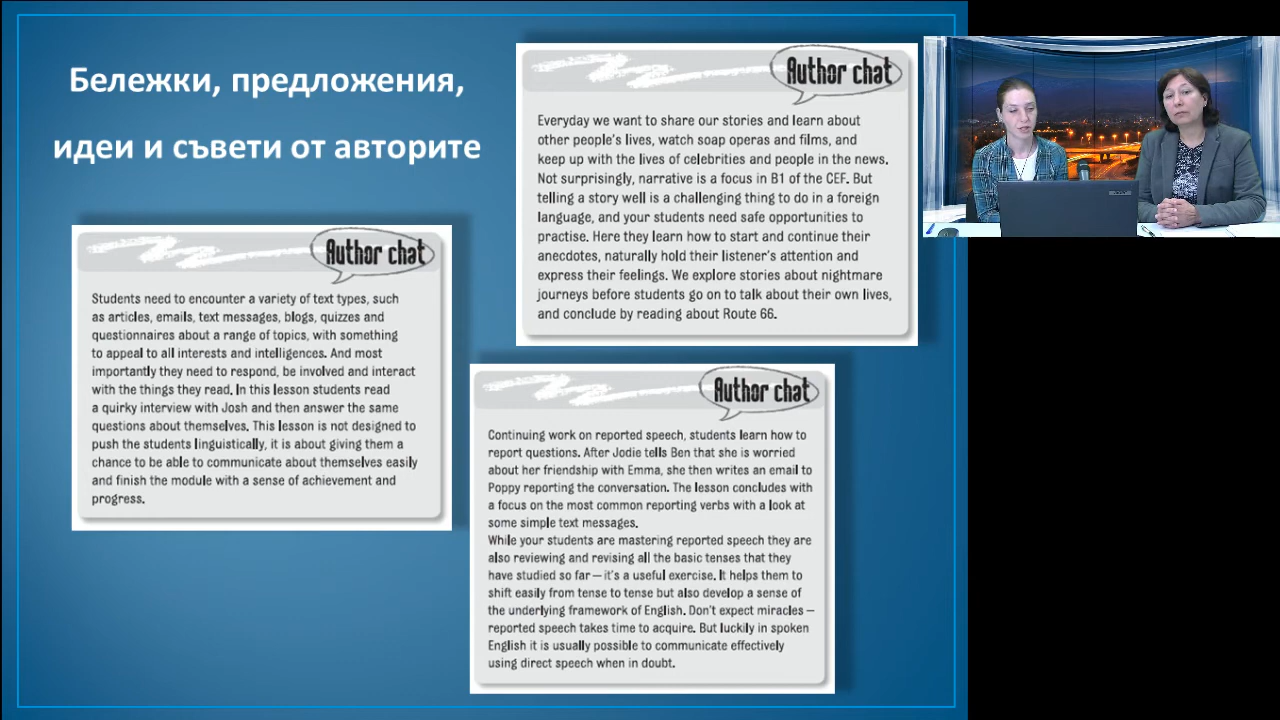 Бележки, предложения,
идеи и съвети от авторите
Author chat
Everyday we want to share our stories and learn about
other people's lives, watch soap operas and films, and
keep up with the lives of celebrities and people in the news.
Not surprisingly, narrative is a focus in B1 of the CEF. But
telling a story well is a challenging thing to do in a foreign
language, and your students need safe opportunities to
practise. Here they learn how to start and continue their
anecdotes, naturally hold their listener's attention and
express their feelings. We explore stories about nightmare
journeys before students go on to talk about their own lives,
and conclude by reading about Route 66.
Author chat
Students need to encounter a variety of text types, such
as articles, emails, text messages, blogs, quizzes and
questionnaires about a range of topics, with something
to appeal to all interests and intelligences. And most
importantly they need to respond, be involved and interact
with the things they read. In this lesson students read
a quirky interview with Josh and then answer the same
questions about themselves. This lesson is not designed to
push the students linguistically, it is about giving them a
chance to be able to communicate about themselves easily
and finish the module with a sense of achievement and
progress.
Author chat
Continuing work on reported speech, students learn how to
report questions. After Jodie tells Ben that she is worried
about her friendship with Emma, she then writes an email to
Poppy reporting the conversation. The lesson concludes with
a focus on the most common reporting verbs with a look at
some simple text messages.
While your students are mastering reported speech they are
also reviewing and revising all the basic tenses that they
have studied so far – it's a useful exercise. It helps them to
shift easily from tense to tense but also develop a sense of
the underlying framework of English. Don't expect miracles –
reported speech takes time to acquire. But luckily in spoken
English it is usually possible to communicate effectively
using direct speech when in doubt.